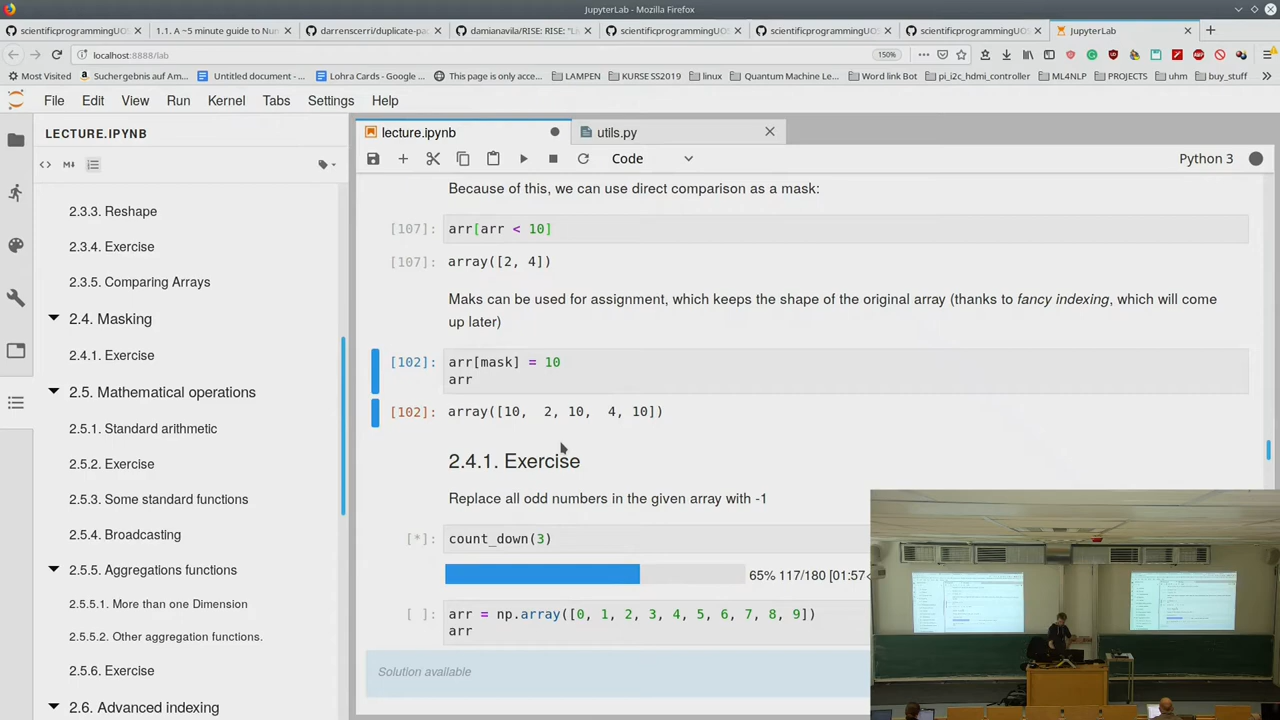 JupyterLab - Mozilla Firefox
scientificprogrammingUOS
1.1. A ~5 minute guide to Nu
darrenscerri/duplicate-pa
damianavila/RISE: RISE: "Li
scientificprogrammingUOS
scientificprogrammingUOS
scientificprogrammingUOS
JupyterLab
localhost:8888/lab
150%
Most Visited
Suchergebnis auf Am...
Untitled document - ...
Lohra Cards - Google ...
This page is only acce...
LAMPEN
KURSE SS2019
linux
Quantum Machine Le...
Word link Bot
pi_i2c_hdmi_controller
ML4NLP
PROJECTS
uhm
buy_stuff
File Edit View Run Kernel Tabs Settings Help
LECTURE.IPYNB
lecture.ipynb
utils.py
Code
Python 3
2.3.3. Reshape
2.3.4. Exercise
2.3.5. Comparing Arrays
2.4. Masking
2.4.1. Exercise
2.5. Mathematical operations
2.5.1. Standard arithmetic
2.5.2. Exercise
2.5.3. Some standard functions
2.5.4. Broadcasting
2.5.5. Aggregations functions
2.5.5.1. More than one Dimension
2.5.5.2. Other aggregation functions.
2.5.6. Exercise
2.6. Advanced indexing
Because of this, we can use direct comparison as a mask:
[107]: arr[arr < 10]
[107]: array([2, 4])
Maks can be used for assignment, which keeps the shape of the original array (thanks to fancy indexing, which will come
up later)
[102]: arr[mask] = 10
arr
[102]: array([10, 2, 10, 4, 10])
2.4.1. Exercise
Replace all odd numbers in the given array with -1
[*]: count_down(3)
65% 117/180 [01:57<
[ ]: arr = np.array([0, 1, 2, 3, 4, 5, 6, 7, 8, 9])
arr
Solution available